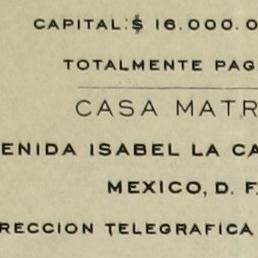 CAPITAL: $ 16.000.0
TOTALMENTE PAG
CASA MATR
ENIDA ISABEL LA CA
MEXICO, D. F.
RECCION TELEGRAFICA